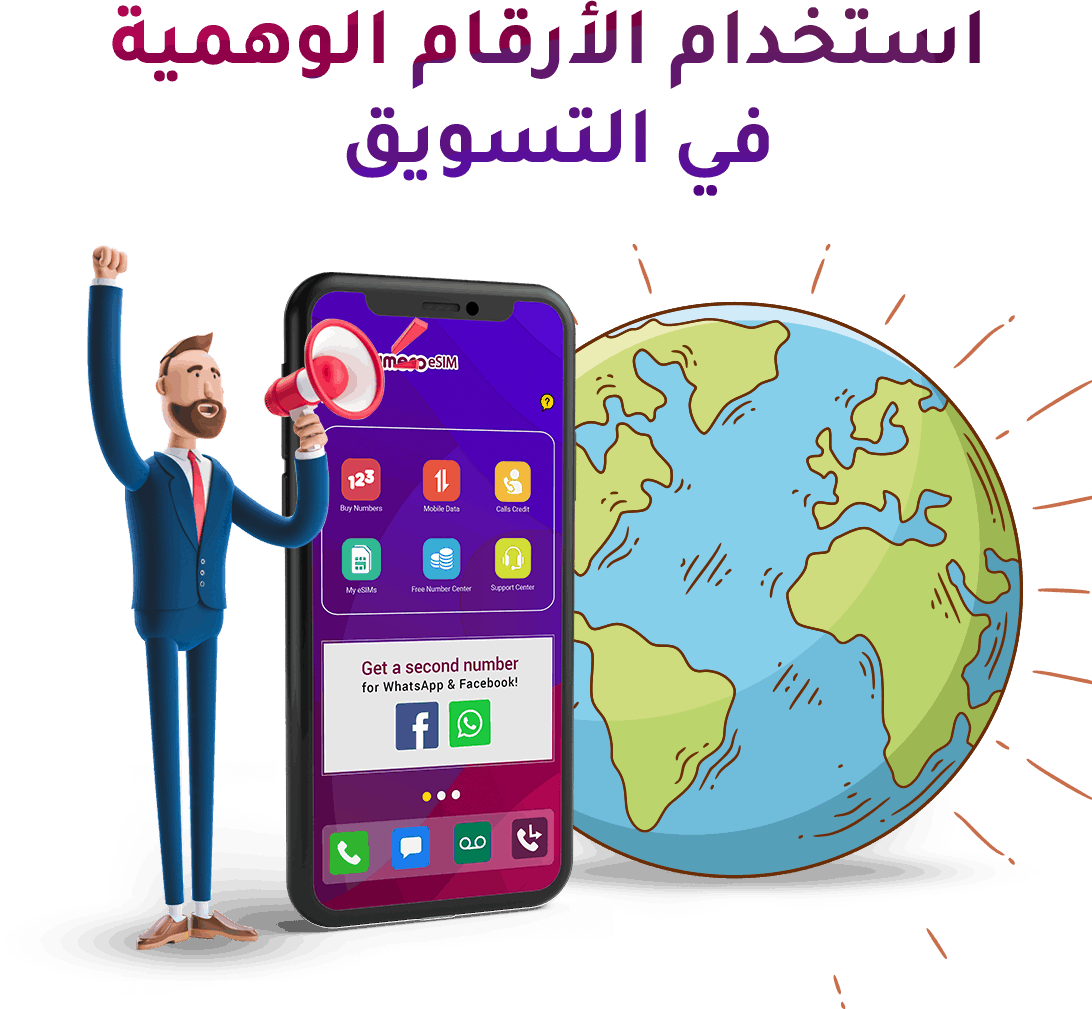 استخدام الأرقام الوهمية
في التسويق
eSIM
123
Buy Numbers
Mobile Data
Calls Credit
My eSIMs
Free Number Center
Support Center
Get a second number
for WhatsApp & Facebook!